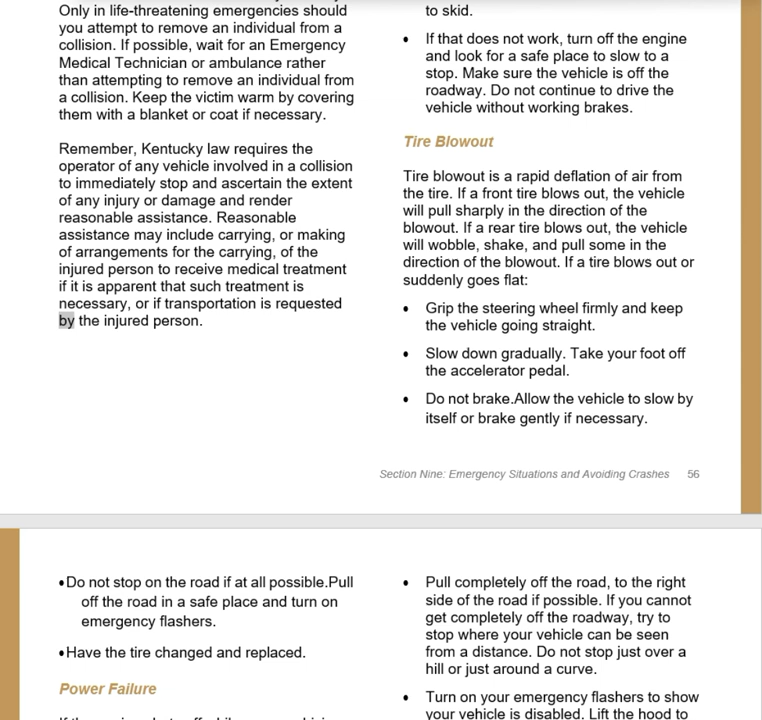 Only in life-threatening emergencies should
you attempt to remove an individual from a
collision. If possible, wait for an Emergency
Medical Technician or ambulance rather
than attempting to remove an individual from
a collision. Keep the victim warm by covering
them with a blanket or coat if necessary.
Remember, Kentucky law requires the
operator of any vehicle involved in a collision
to immediately stop and ascertain the extent
of any injury or damage and render
reasonable assistance. Reasonable
assistance may include carrying, or making
of arrangements for the carrying, of the
injured person to receive medical treatment
if it is apparent that such treatment is
necessary, or if transportation is requested
by the injured person.
to skid.
• If that does not work, turn off the engine
and look for a safe place to slow to a
stop. Make sure the vehicle is off the
roadway. Do not continue to drive the
vehicle without working brakes.
Tire Blowout
Tire blowout is a rapid deflation of air from
the tire. If a front tire blows out, the vehicle
will pull sharply in the direction of the
blowout. If a rear tire blows out, the vehicle
will wobble, shake, and pull some in the
direction of the blowout. If a tire blows out or
suddenly goes flat:
• Grip the steering wheel firmly and keep
the vehicle going straight.
• Slow down gradually. Take your foot off
the accelerator pedal.
• Do not brake.Allow the vehicle to slow by
itself or brake gently if necessary.
Section Nine: Emergency Situations and Avoiding Crashes 56
•Do not stop on the road if at all possible.Pull
off the road in a safe place and turn on
emergency flashers.
•Have the tire changed and replaced.
Power Failure
• Pull completely off the road, to the right
side of the road if possible. If you cannot
get completely off the roadway, try to
stop where your vehicle can be seen
from a distance. Do not stop just over a
hill or just around a curve.
• Turn on your emergency flashers to show
your vehicle is disabled. Lift the hood to